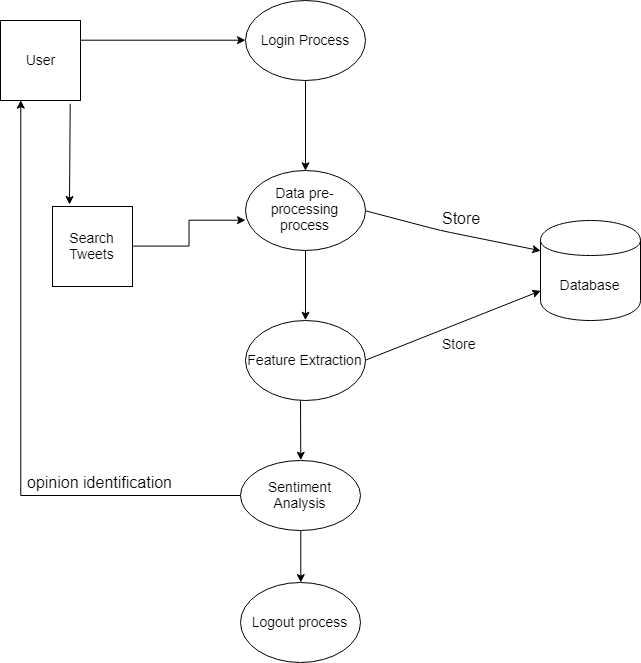 Login Process
User
Data pre-
processing
process
Store
Search
Tweets
Database
Store
Feature Extraction
opinion identification
Sentiment
Analysis
Logout process